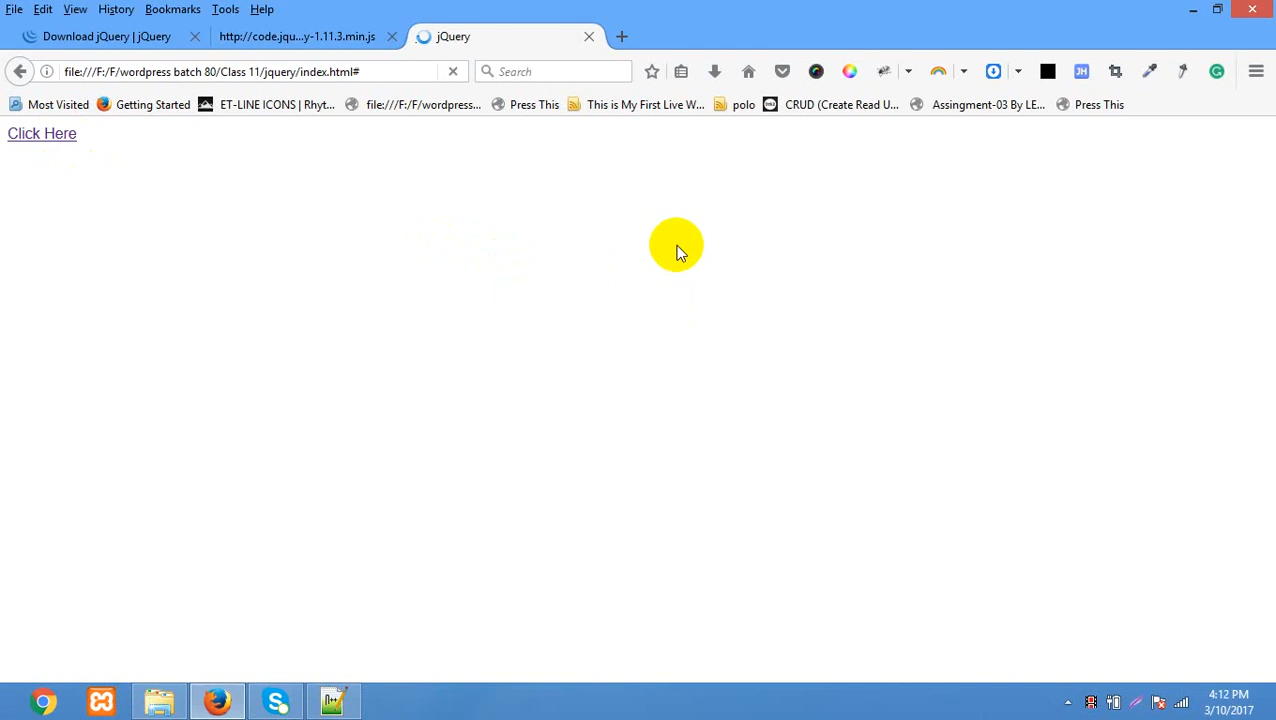 File Edit View History Bookmarks Tools Help
Download jQuery | jQuery http://code.jqu...y-1.11.3.min.js jQuery
file:///F:/F/wordpress batch 80/Class 11/jquery/index.html# Search JH
Most Visited Getting Started ET-LINE ICONS | Rhyt... file:///F:/F/wordpress... Press This This is My First Live W... polo CRUD (Create Read U... Assingment-03 By LE... Press This
Click Here
4:12 PM
3/10/2017